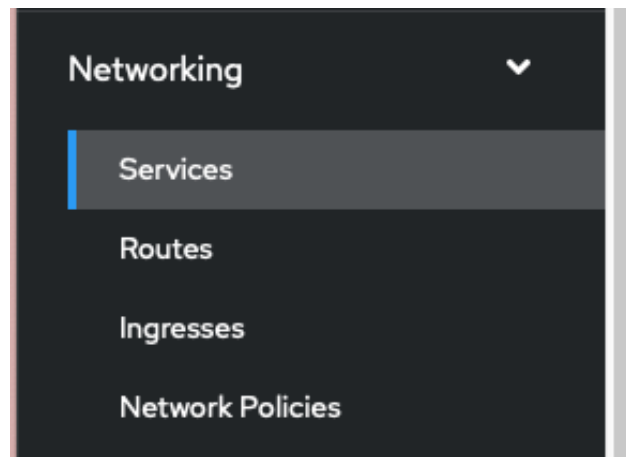 Networking
Services
Routes
Ingresses
Network Policies